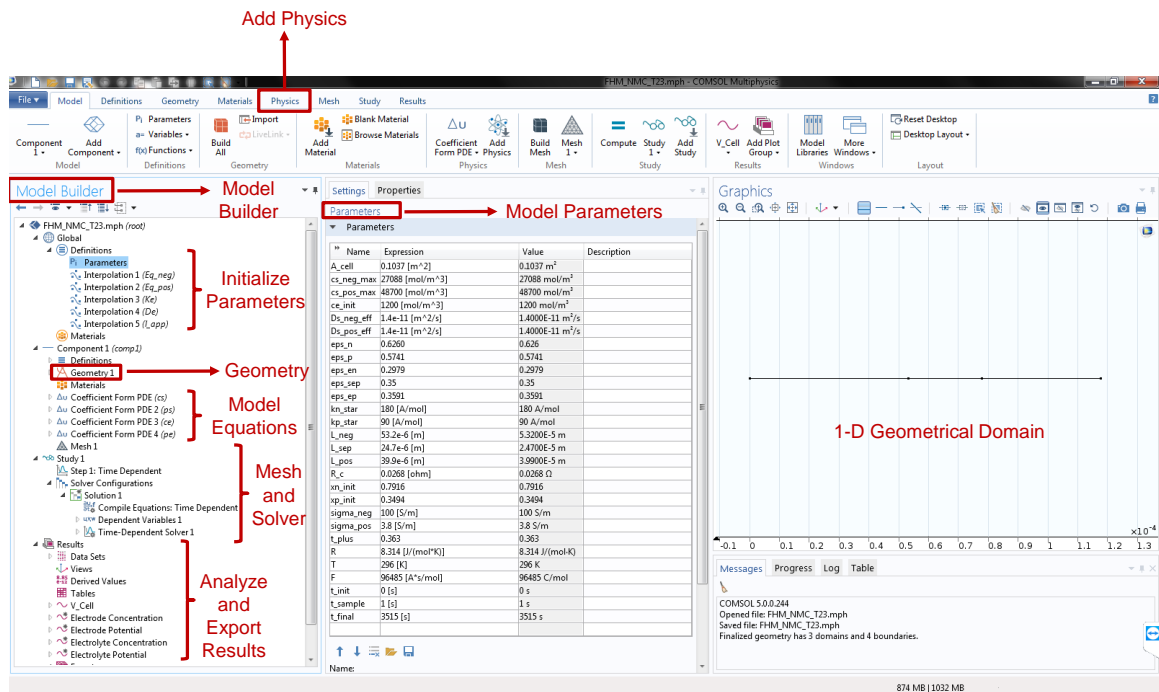 Add Physics
FHM_NMC_T23.mph - COMSOL Multiphysics
File Model Definitions Geometry Materials Physics Mesh Study Results
Component 1 Add Component
Model
Pi Parameters
a= Variables
f(x) Functions
Definitions
Build All
Import
LiveLink
Geometry
Add Material
Blank Material
Browse Materials
Materials
Δu Coefficient Form PDE
Add Physics
Physics
Build Mesh
Mesh 1
Mesh
Compute
Study 1
Add Study
Study
V_Cell
Add Plot Group
Results
Model Libraries
More Windows
Windows
Reset Desktop
Desktop Layout
Layout
Model Builder
Model Builder
FHM_NMC_T23.mph (root)
Global
Definitions
Pi Parameters
Interpolation 1 (Eq_neg)
Interpolation 2 (Eq_pos)
Interpolation 3 (Ke)
Interpolation 4 (De)
Interpolation 5 (I_app)
Materials
Initialize Parameters
Component 1 (comp1)
Definitions
Geometry 1
Geometry
Materials
Δu Coefficient Form PDE (cs)
Δu Coefficient Form PDE 2 (ps)
Δu Coefficient Form PDE 3 (ce)
Δu Coefficient Form PDE 4 (pe)
Model Equations
Mesh 1
Study 1
Step 1: Time Dependent
Solver Configurations
Solution 1
Compile Equations: Time Dependent
Dependent Variables 1
Time-Dependent Solver 1
Mesh and Solver
Results
Data Sets
Views
Derived Values
Tables
V_Cell
Electrode Concentration
Electrode Potential
Electrolyte Concentration
Electrolyte Potential
Analyze and Export Results
Settings Properties
Parameters
Model Parameters
Parameters
Name Expression Value Description
A_cell 0.1037 [m^2] 0.1037 m²
cs_neg_max 27088 [mol/m^3] 27088 mol/m³
cs_pos_max 48700 [mol/m^3] 48700 mol/m³
ce_init 1200 [mol/m^3] 1200 mol/m³
Ds_neg_eff 1.4e-11 [m^2/s] 1.4000E-11 m²/s
Ds_pos_eff 1.4e-11 [m^2/s] 1.4000E-11 m²/s
eps_n 0.6260 0.626
eps_p 0.5741 0.5741
eps_en 0.2979 0.2979
eps_sep 0.35 0.35
eps_ep 0.3591 0.3591
kn_star 180 [A/mol] 180 A/mol
kp_star 90 [A/mol] 90 A/mol
L_neg 53.2e-6 [m] 5.3200E-5 m
L_sep 24.7e-6 [m] 2.4700E-5 m
L_pos 39.9e-6 [m] 3.9900E-5 m
R_c 0.0268 [ohm] 0.0268 Ω
xn_init 0.7916 0.7916
xp_init 0.3494 0.3494
sigma_neg 100 [S/m] 100 S/m
sigma_pos 3.8 [S/m] 3.8 S/m
t_plus 0.363 0.363
R 8.314 [J/(mol*K)] 8.314 J/(mol·K)
T 296 [K] 296 K
F 96485 [A*s/mol] 96485 C/mol
t_init 0 [s] 0 s
t_sample 1 [s] 1 s
t_final 3515 [s] 3515 s
Name:
Graphics
1-D Geometrical Domain
×10⁻⁴
-0.1 0 0.1 0.2 0.3 0.4 0.5 0.6 0.7 0.8 0.9 1 1.1 1.2 1.3
Messages Progress Log Table
COMSOL 5.0.0.244
Opened file: FHM_NMC_T23.mph
Saved file: FHM_NMC_T23.mph
Finalized geometry has 3 domains and 4 boundaries.
874 MB | 1032 MB